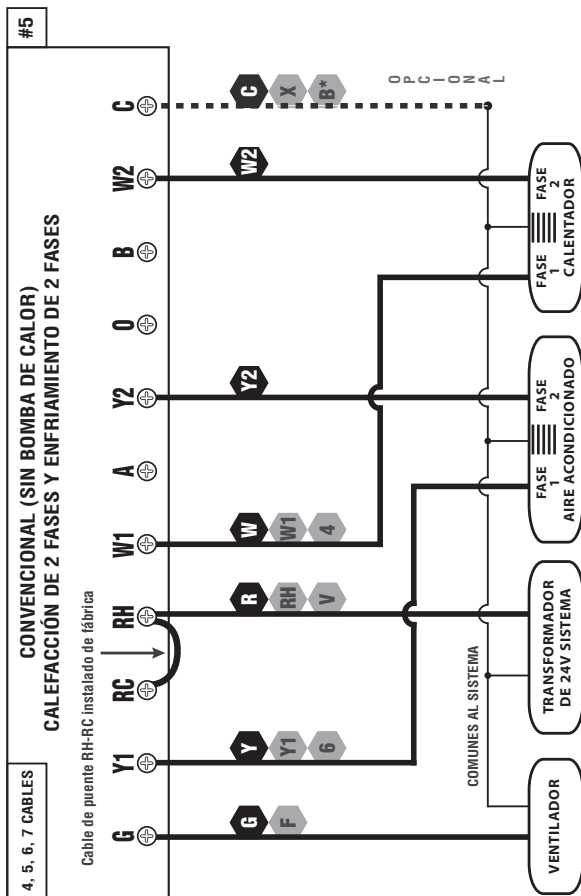 4, 5, 6, 7 CABLES
CONVENCIONAL (SIN BOMBA DE CALOR)
CALEFACCIÓN DE 2 FASES Y ENFRIAMIENTO DE 2 FASES
#5
Cable de puente RH-RC instalado de fábrica
G Y1 RC RH W1 A Y2 O B W2 C
G Y R W Y2 W2 C
F Y1 RH W1 X
6 V 4 B*
OPCIONAL
COMUNES AL SISTEMA
VENTILADOR
TRANSFORMADOR
DE 24V SISTEMA
FASE
1
FASE
2
AIRE ACONDICIONADO
FASE
1
FASE
2
CALENTADOR